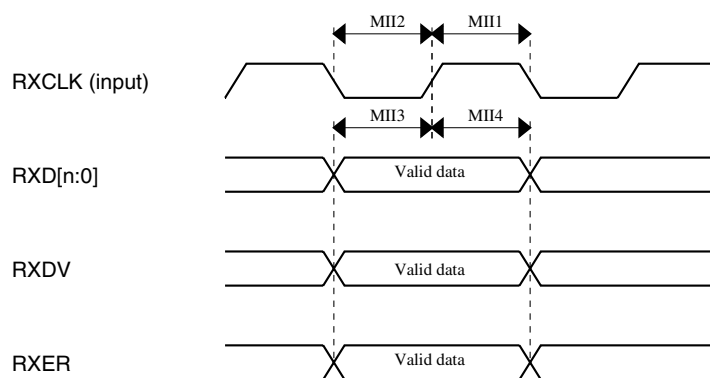 MII2 MII1
RXCLK (input)
MII3 MII4
RXD[n:0] Valid data
RXDV Valid data
RXER Valid data